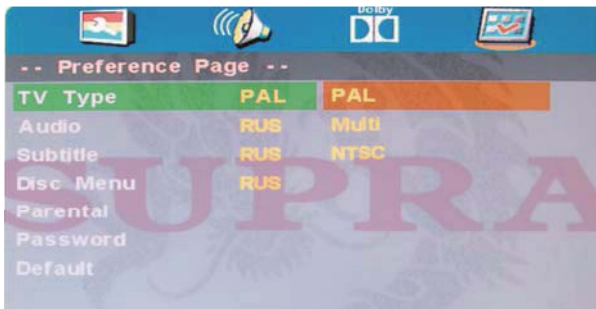 Dolby
-- Preference Page --
TV Type PAL PAL
Audio RUS Multi
Subtitle RUS NTSC
Disc Menu RUS
SUPRA
Parental
Password
Default